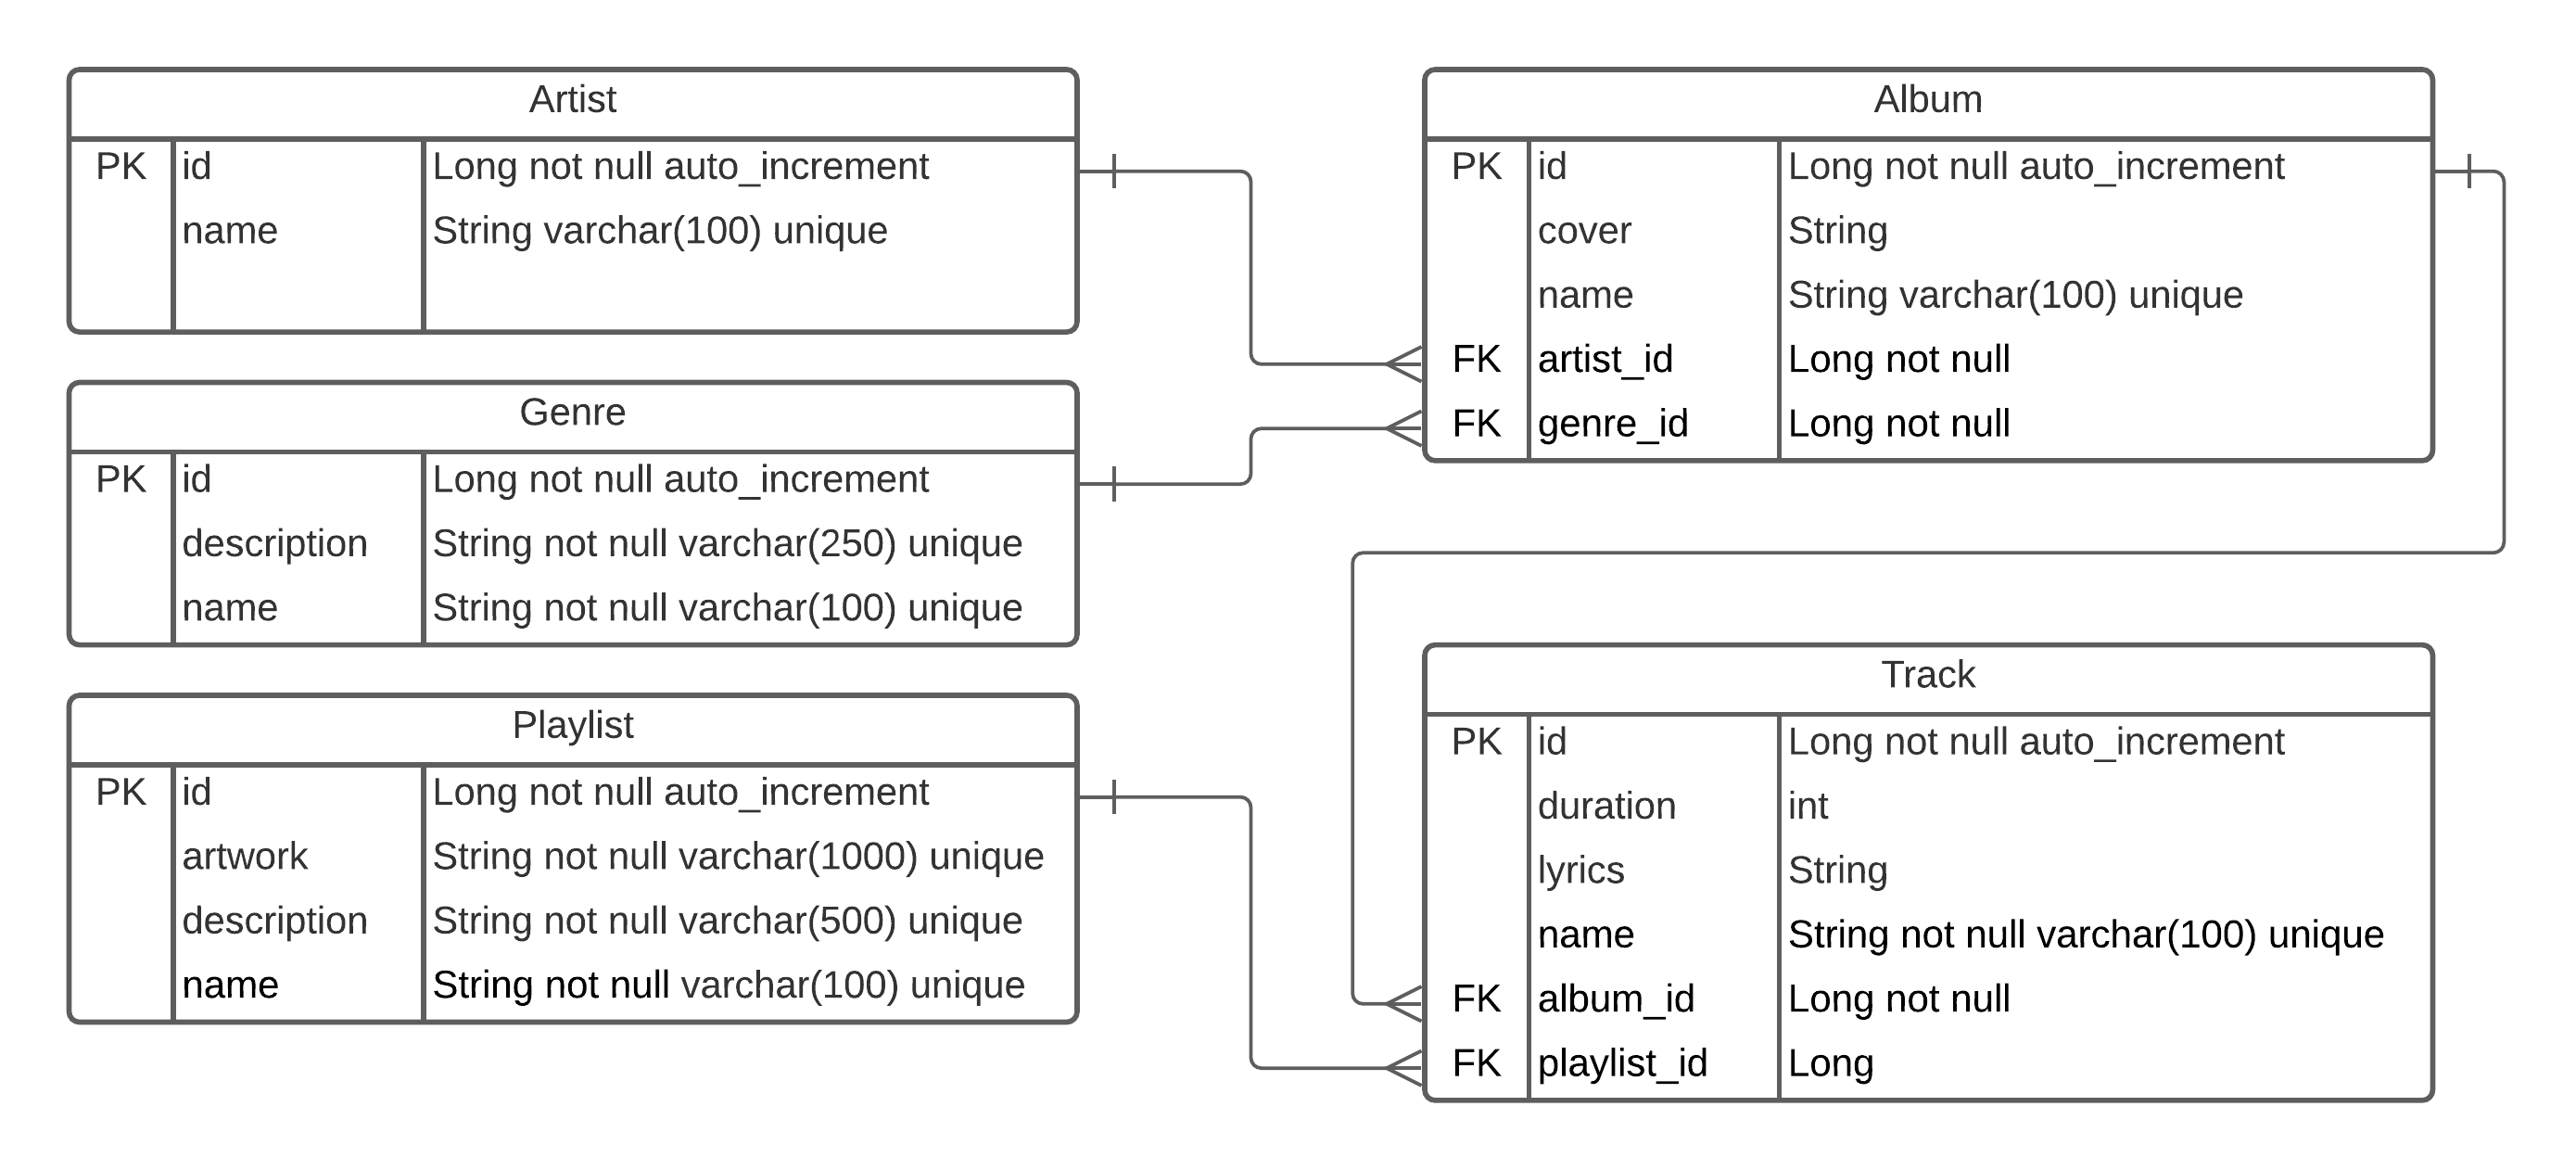 Artist
PK id Long not null auto_increment
name String varchar(100) unique
Genre
PK id Long not null auto_increment
description String not null varchar(250) unique
name String not null varchar(100) unique
Playlist
PK id Long not null auto_increment
artwork String not null varchar(1000) unique
description String not null varchar(500) unique
name String not null varchar(100) unique
Album
PK id Long not null auto_increment
cover String
name String varchar(100) unique
FK artist_id Long not null
FK genre_id Long not null
Track
PK id Long not null auto_increment
duration int
lyrics String
name String not null varchar(100) unique
FK album_id Long not null
FK playlist_id Long